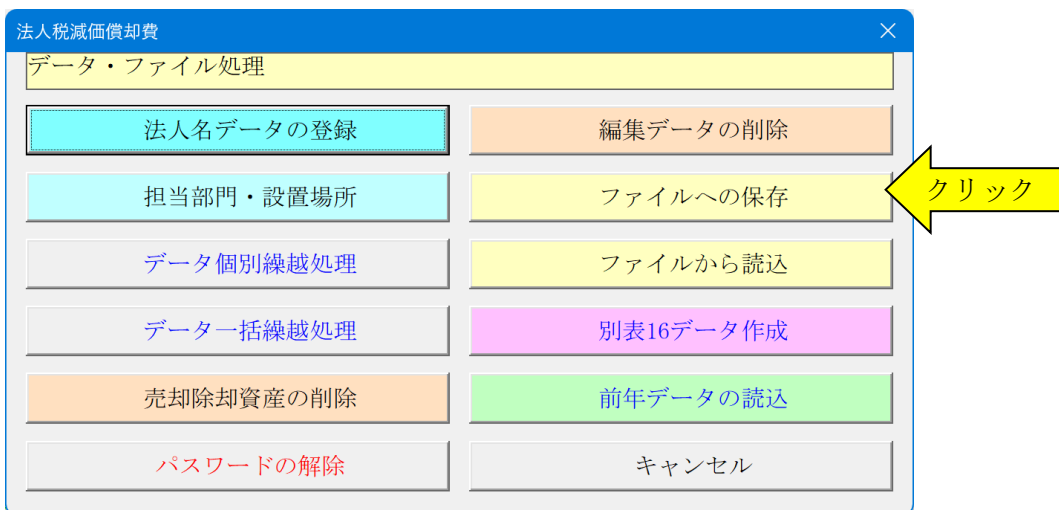 法人税減価償却費
データ・ファイル処理
法人名データの登録
編集データの削除
担当部門・設置場所
ファイルへの保存
クリック
データ個別繰越処理
ファイルから読込
データ一括繰越処理
別表16データ作成
売却除却資産の削除
前年データの読込
パスワードの解除
キャンセル